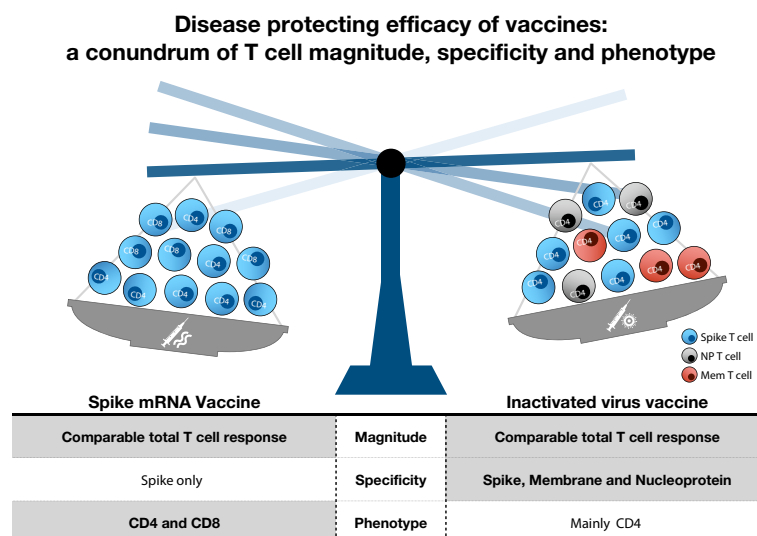 Disease protecting efficacy of vaccines:
a conundrum of T cell magnitude, specificity and phenotype
CD8 CD4 CD8
CD8 CD8 CD4 CD8
CD4 CD4 CD4 CD4 CD4
CD4 CD4 CD4
CD4 CD4 CD4 CD4
CD4 CD4 CD4 CD4 CD4
Spike T cell
NP T cell
Mem T cell
Spike mRNA Vaccine Inactivated virus vaccine
Comparable total T cell response Magnitude Comparable total T cell response
Spike only Specificity Spike, Membrane and Nucleoprotein
CD4 and CD8 Phenotype Mainly CD4